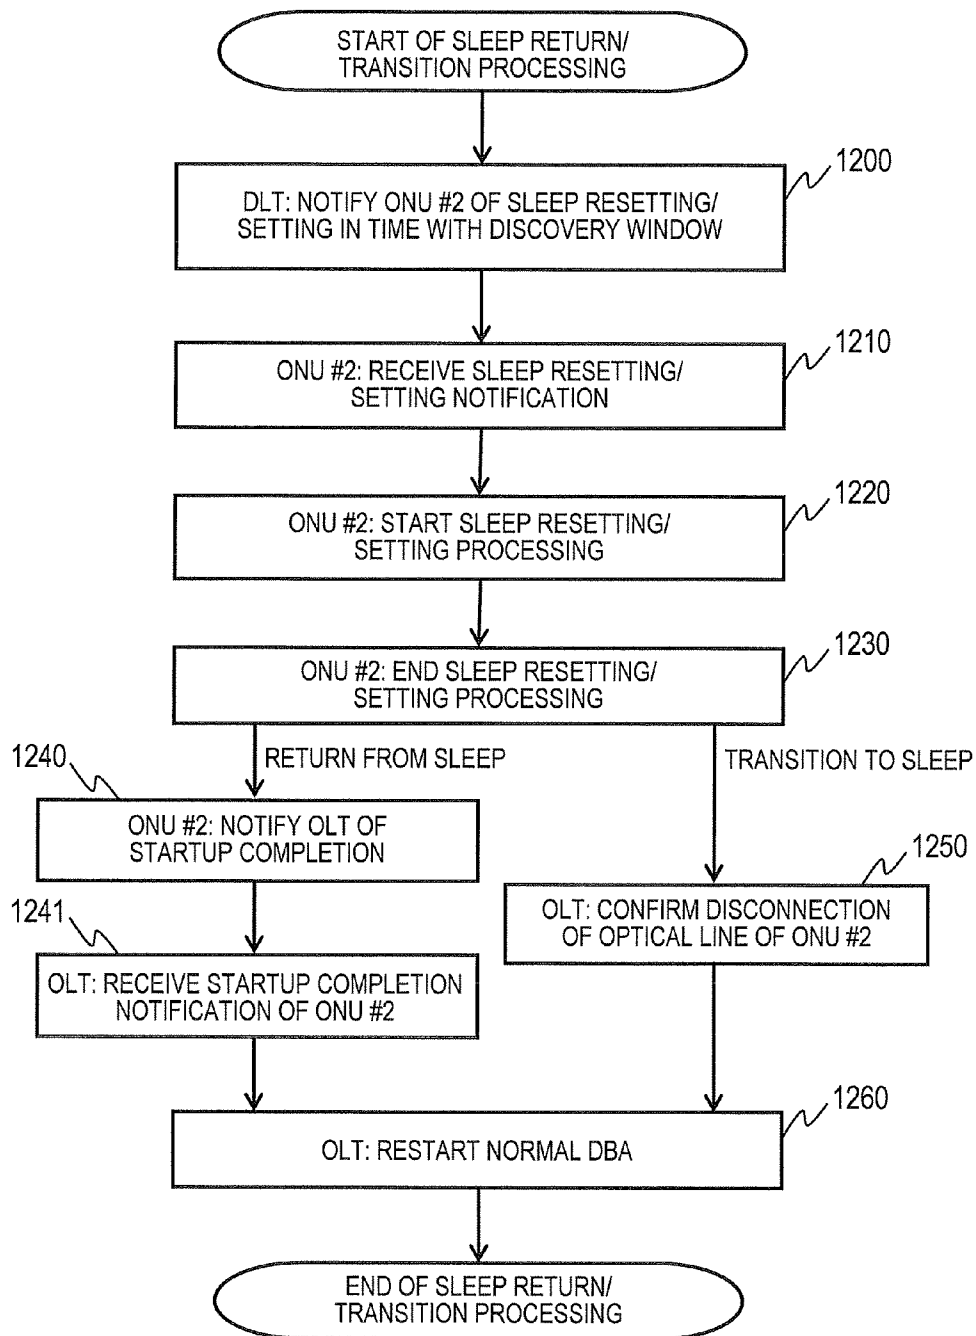 START OF SLEEP RETURN/
TRANSITION PROCESSING
1200
DLT: NOTIFY ONU #2 OF SLEEP RESETTING/
SETTING IN TIME WITH DISCOVERY WINDOW
1210
ONU #2: RECEIVE SLEEP RESETTING/
SETTING NOTIFICATION
1220
ONU #2: START SLEEP RESETTING/
SETTING PROCESSING
1230
ONU #2: END SLEEP RESETTING/
SETTING PROCESSING
RETURN FROM SLEEP
TRANSITION TO SLEEP
1240
ONU #2: NOTIFY OLT OF
STARTUP COMPLETION
1250
OLT: CONFIRM DISCONNECTION
OF OPTICAL LINE OF ONU #2
1241
OLT: RECEIVE STARTUP COMPLETION
NOTIFICATION OF ONU #2
1260
OLT: RESTART NORMAL DBA
END OF SLEEP RETURN/
TRANSITION PROCESSING